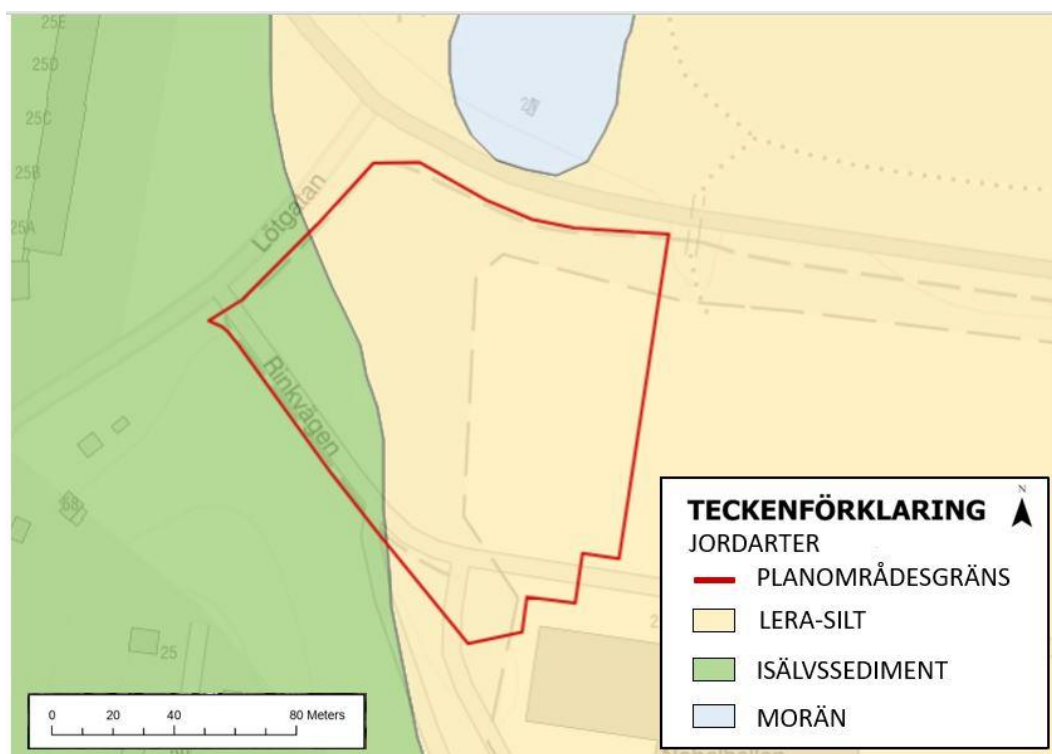 25E
25D
25C
25B
25A
Lötgatan
Rinkvägen
25
TECKENFÖRKLARING
N
JORDARTER
PLANOMRÅDESGRÄNS
LERA-SILT
ISÄLVSSEDIMENT
MORÄN
0 20 40 80 Meters